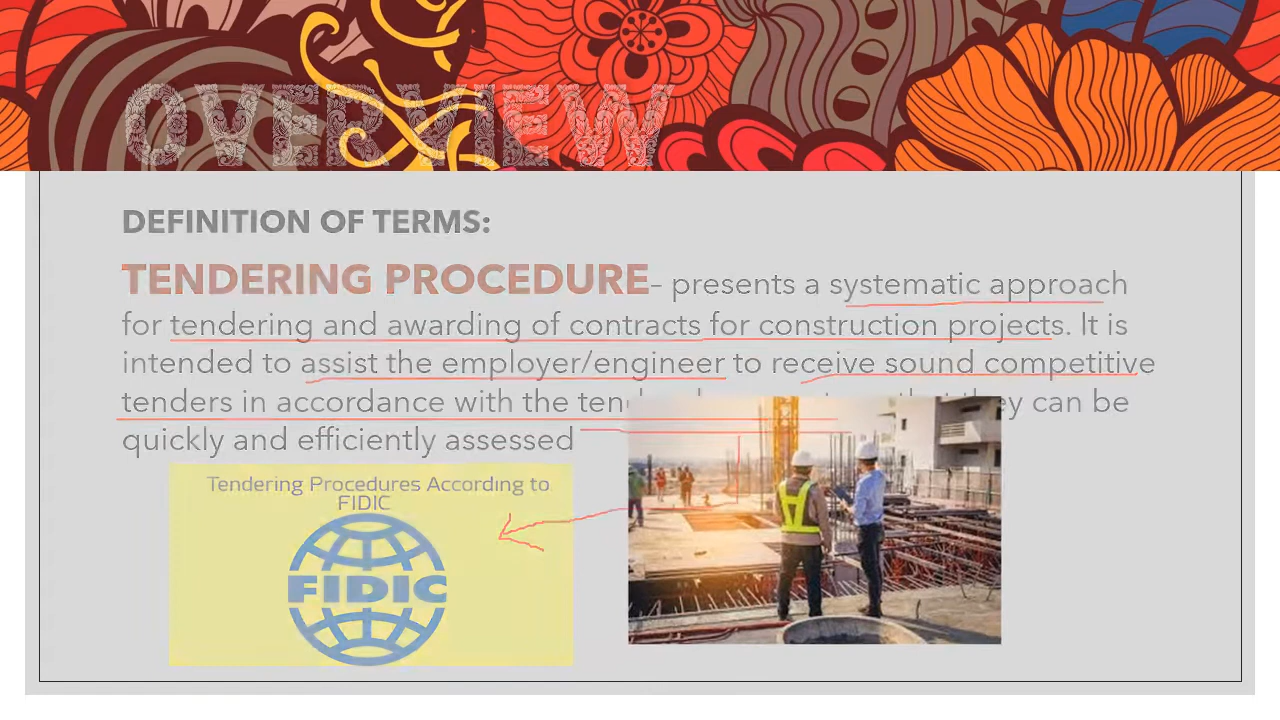 OVERVIEW
DEFINITION OF TERMS:
TENDERING PROCEDURE– presents a systematic approach
for tendering and awarding of contracts for construction projects. It is
intended to assist the employer/engineer to receive sound competitive
tenders in accordance with the can be
quickly and efficiently assessed
Tendering Procedures According to
FIDIC
FIDIC